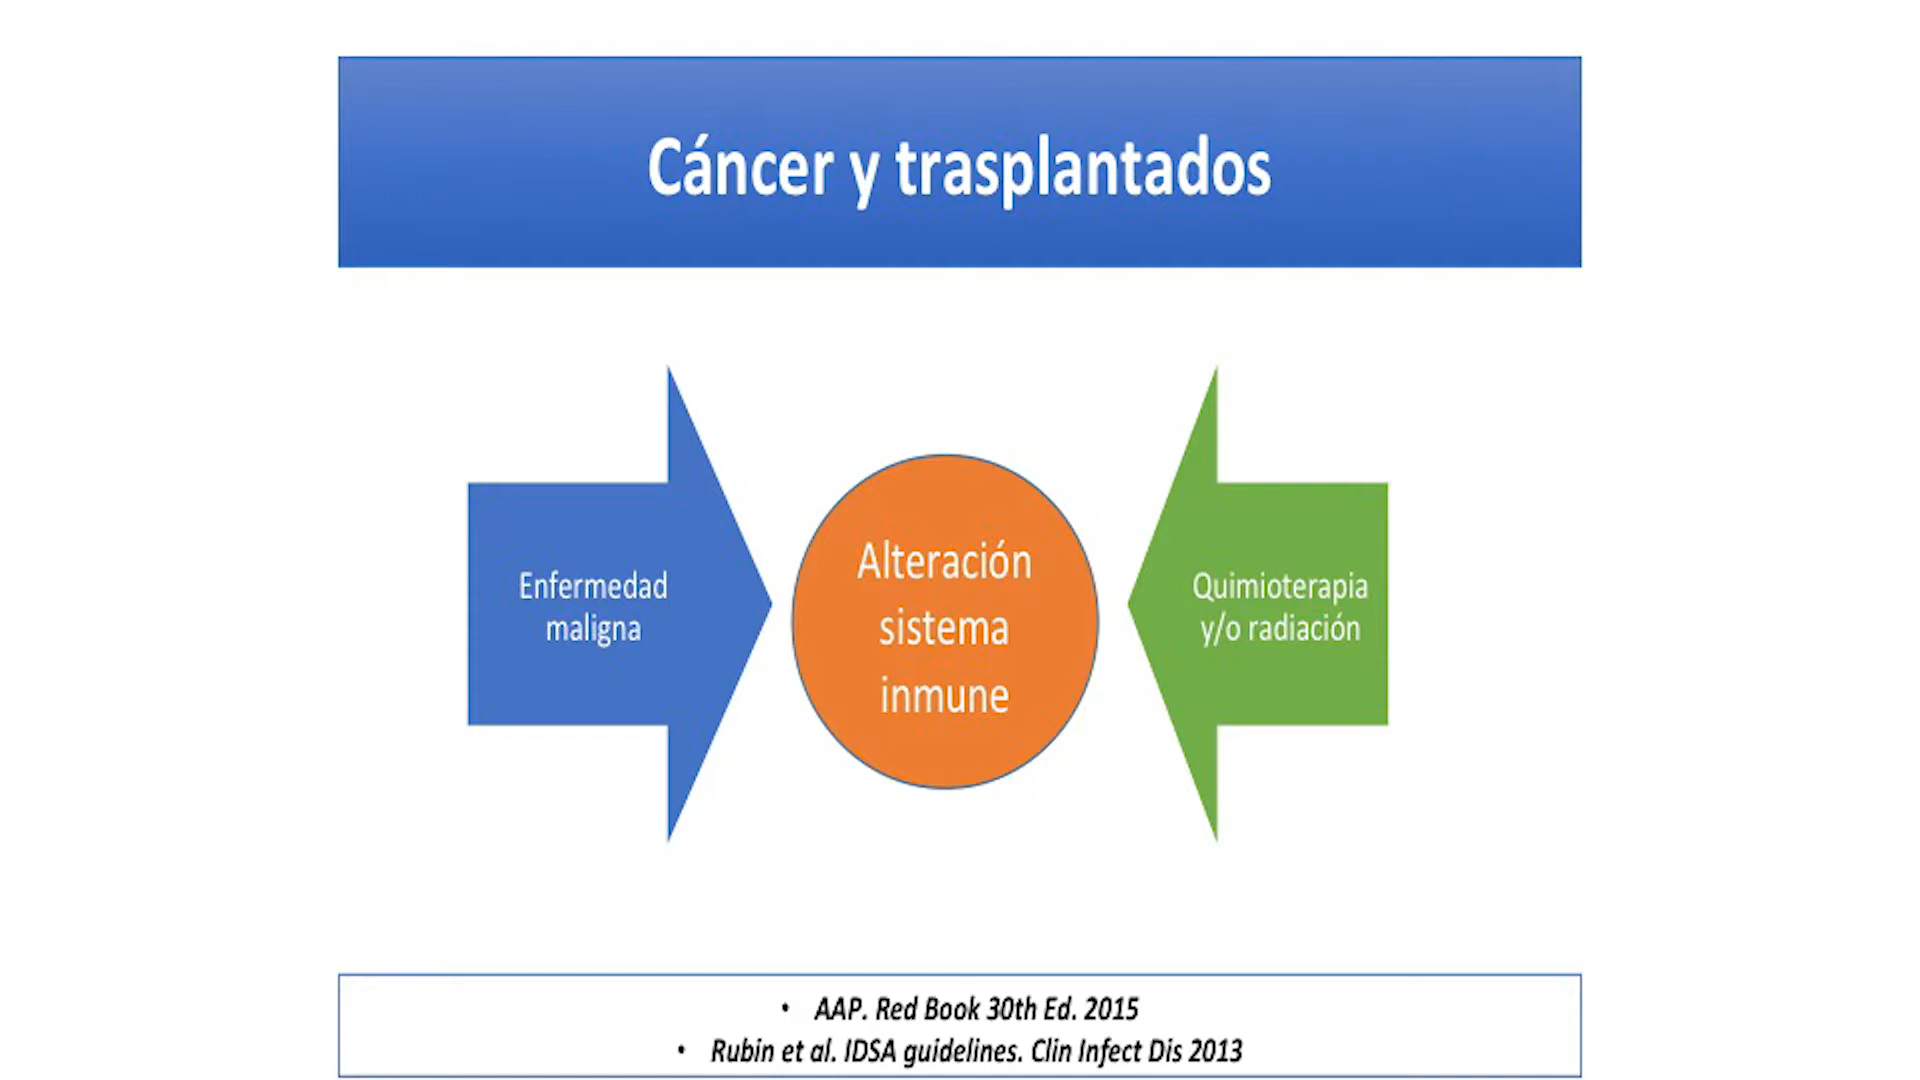 Cáncer y trasplantados
Enfermedad
maligna
Alteración
sistema
inmune
Quimioterapia
y/o radiación
• AAP. Red Book 30th Ed. 2015
• Rubin et al. IDSA guidelines. Clin Infect Dis 2013